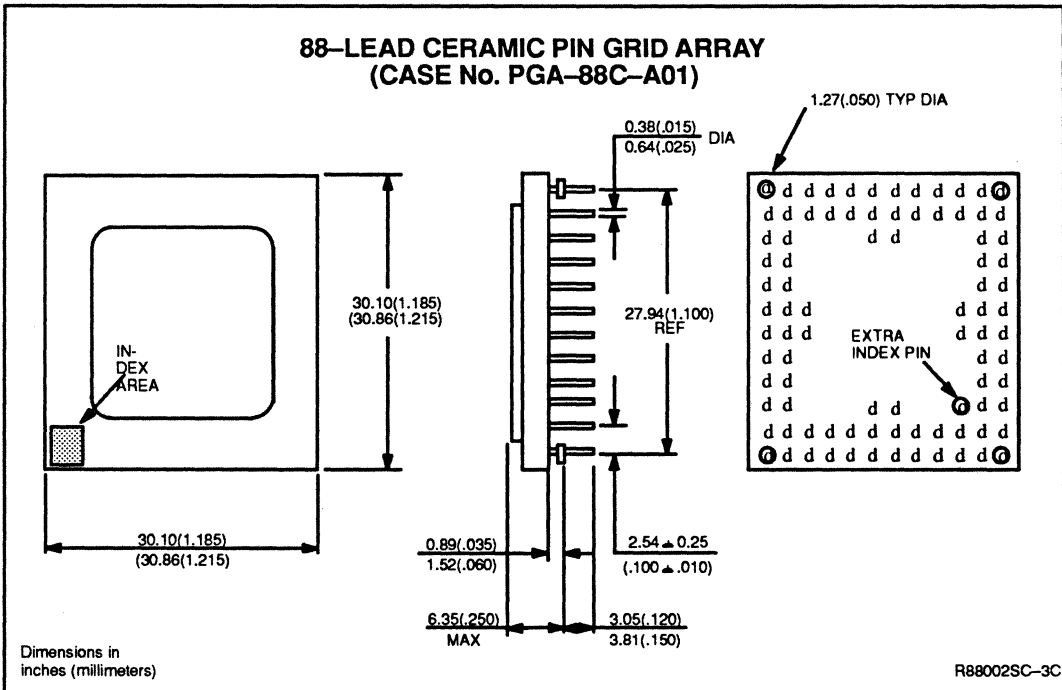 88–LEAD CERAMIC PIN GRID ARRAY
(CASE No. PGA–88C–A01)
1.27(.050) TYP DIA
0.38(.015)
0.64(.025)
DIA
30.10(1.185)
(30.86(1.215)
IN-
DEX
AREA
27.94(1.100)
REF
d d d d d d d d d d d d
d d d d d d d d d d d d
d d d d d d
d d d d
d d d d
d d d d d d
d d d d d d
d d d d
d d d d
d d d d d d d
d d d d d d d d d d d d
d d d d d d d d d d d d
EXTRA
INDEX PIN
30.10(1.185)
(30.86(1.215)
0.89(.035)
1.52(.060)
2.54 ± 0.25
(.100 ± .010)
6.35(.250)
MAX
3.05(.120)
3.81(.150)
Dimensions in
inches (millimeters)
R88002SC–3C